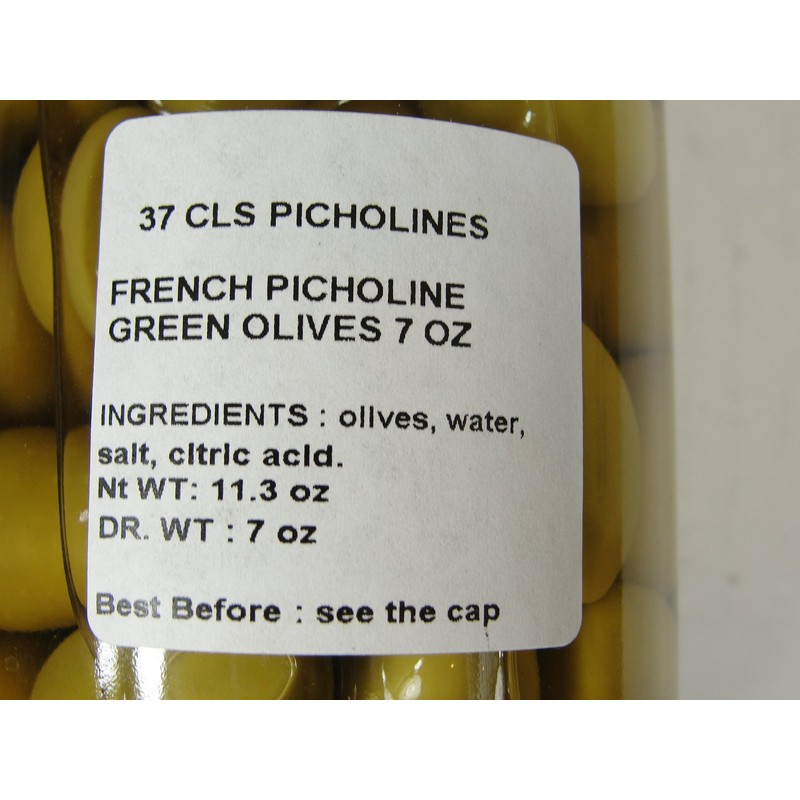 37 CLS PICHOLINES
FRENCH PICHOLINE
GREEN OLIVES 7 OZ
INGREDIENTS : olives, water,
salt, citric acid.
Nt WT: 11.3 oz
DR. WT : 7 oz
Best Before : see the cap